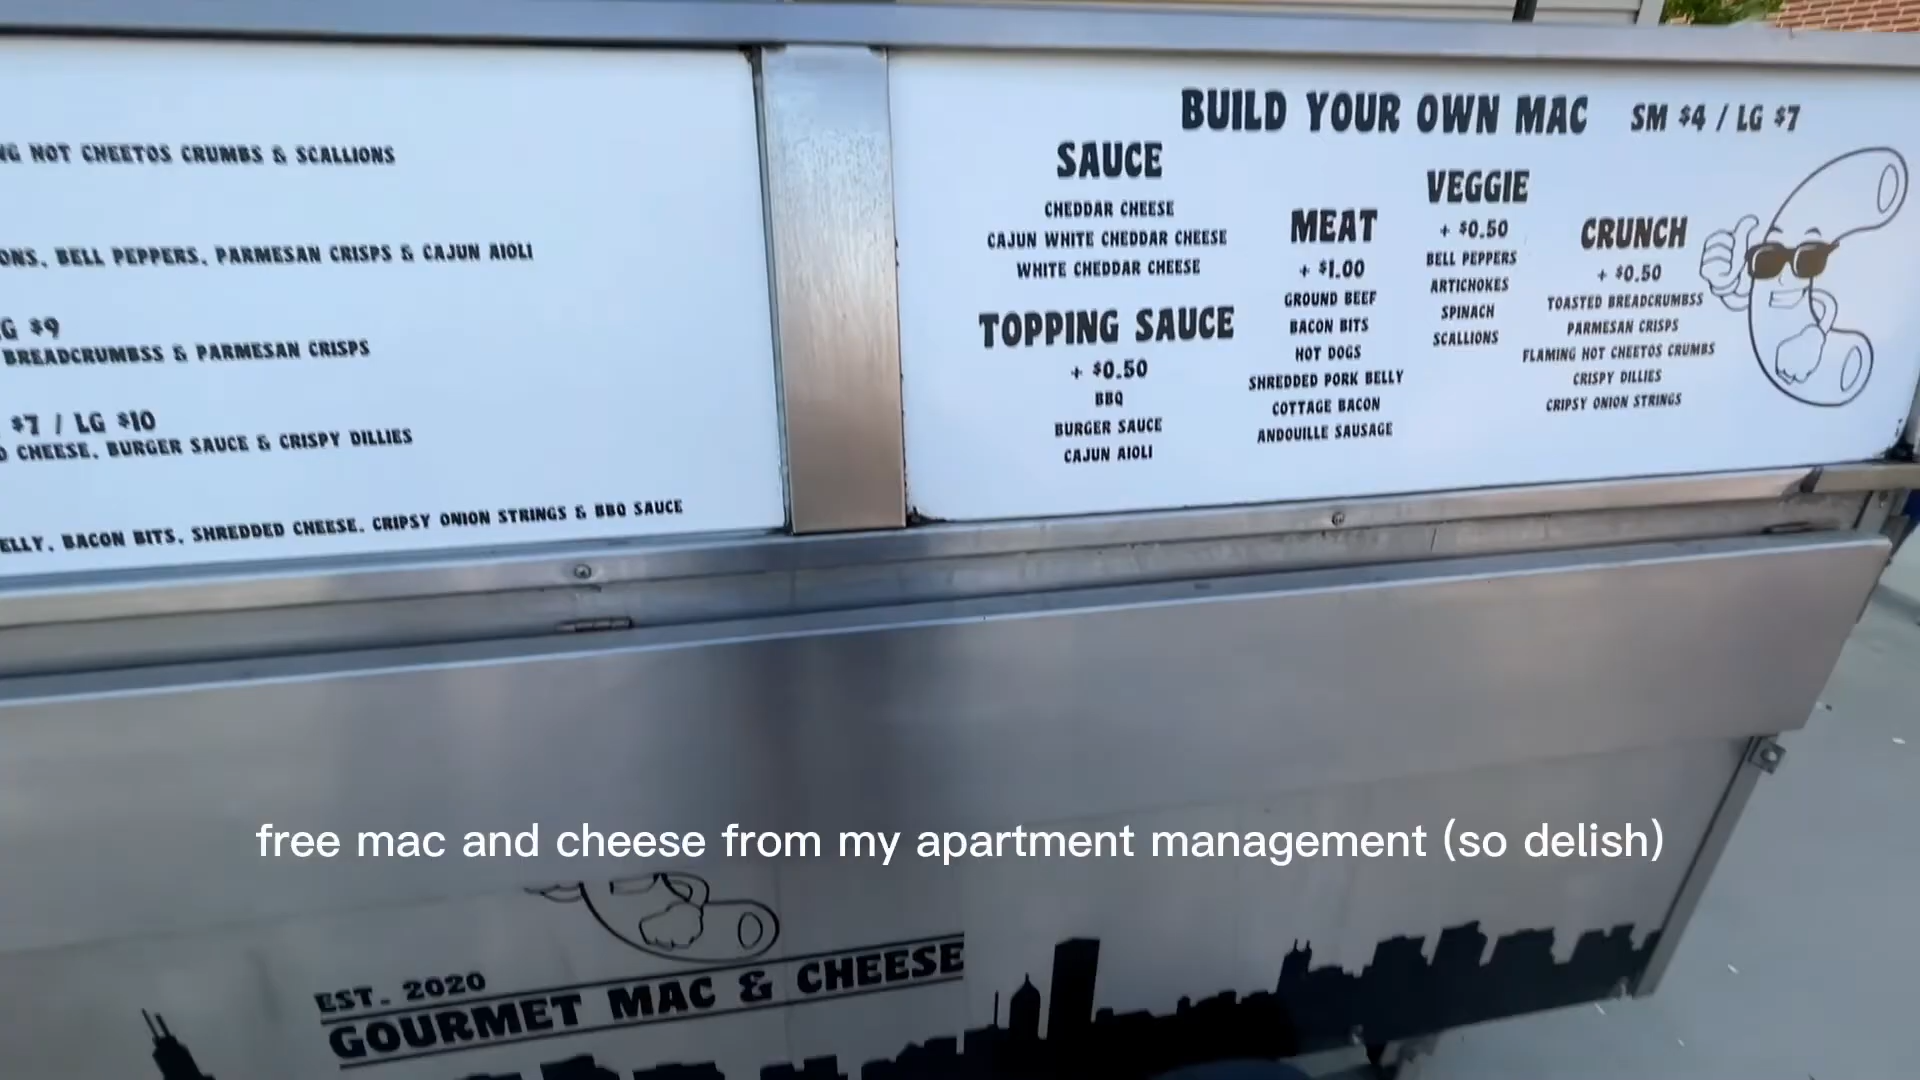 NG HOT CHEETOS CRUMBS & SCALLIONS
ONS, BELL PEPPERS, PARMESAN CRISPS & CAJUN AIOLI
G $9
BREADCRUMBSS & PARMESAN CRISPS
$7 / LG $10
D CHEESE, BURGER SAUCE & CRISPY DILLIES
ELLY, BACON BITS, SHREDDED CHEESE, CRIPSY ONION STRINGS & BBQ SAUCE
BUILD YOUR OWN MAC SM $4 / LG $7
SAUCE
CHEDDAR CHEESE
CAJUN WHITE CHEDDAR CHEESE
WHITE CHEDDAR CHEESE
TOPPING SAUCE
+ $0.50
BBQ
BURGER SAUCE
CAJUN AIOLI
MEAT
+ $1.00
GROUND BEEF
BACON BITS
HOT DOGS
SHREDDED PORK BELLY
COTTAGE BACON
ANDOUILLE SAUSAGE
VEGGIE
+ $0.50
BELL PEPPERS
ARTICHOKES
SPINACH
SCALLIONS
CRUNCH
+ $0.50
TOASTED BREADCRUMBSS
PARMESAN CRISPS
FLAMING HOT CHEETOS CRUMBS
CRISPY DILLIES
CRIPSY ONION STRINGS
free mac and cheese from my apartment management (so delish)
EST. 2020
GOURMET MAC & CHEESE